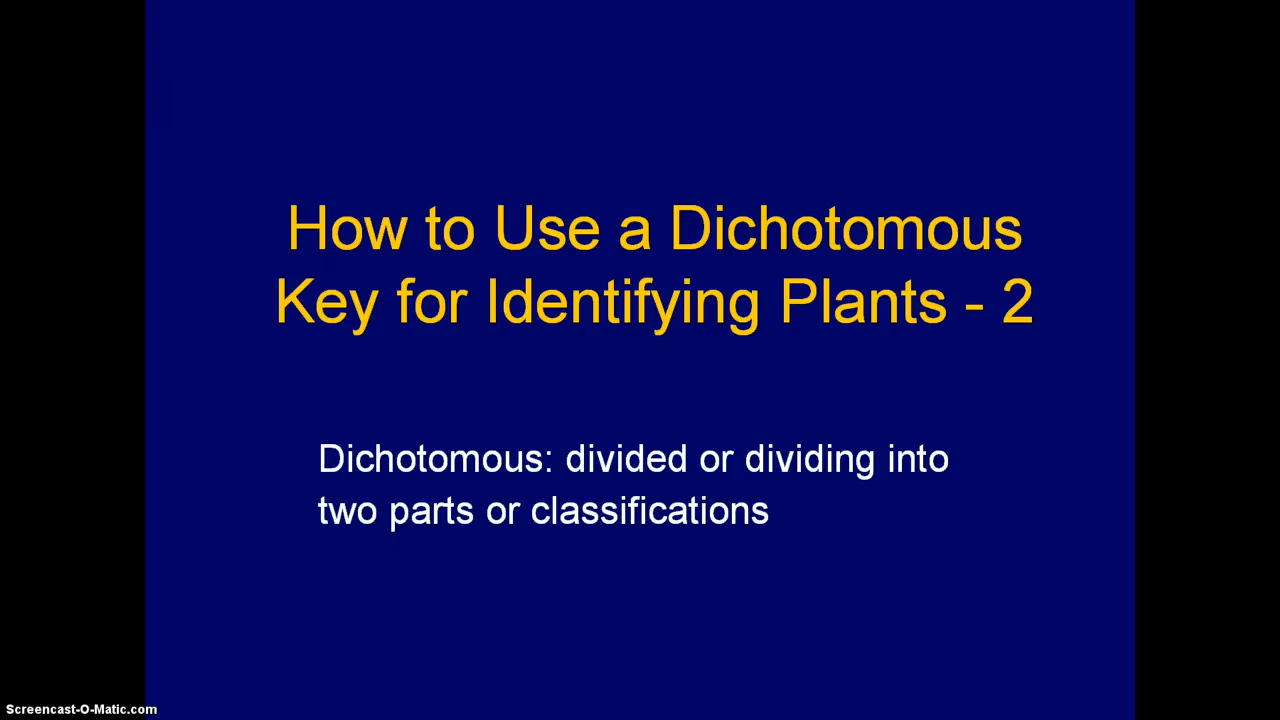 How to Use a Dichotomous
Key for Identifying Plants - 2
Dichotomous: divided or dividing into
two parts or classifications
Screencast-O-Matic.com